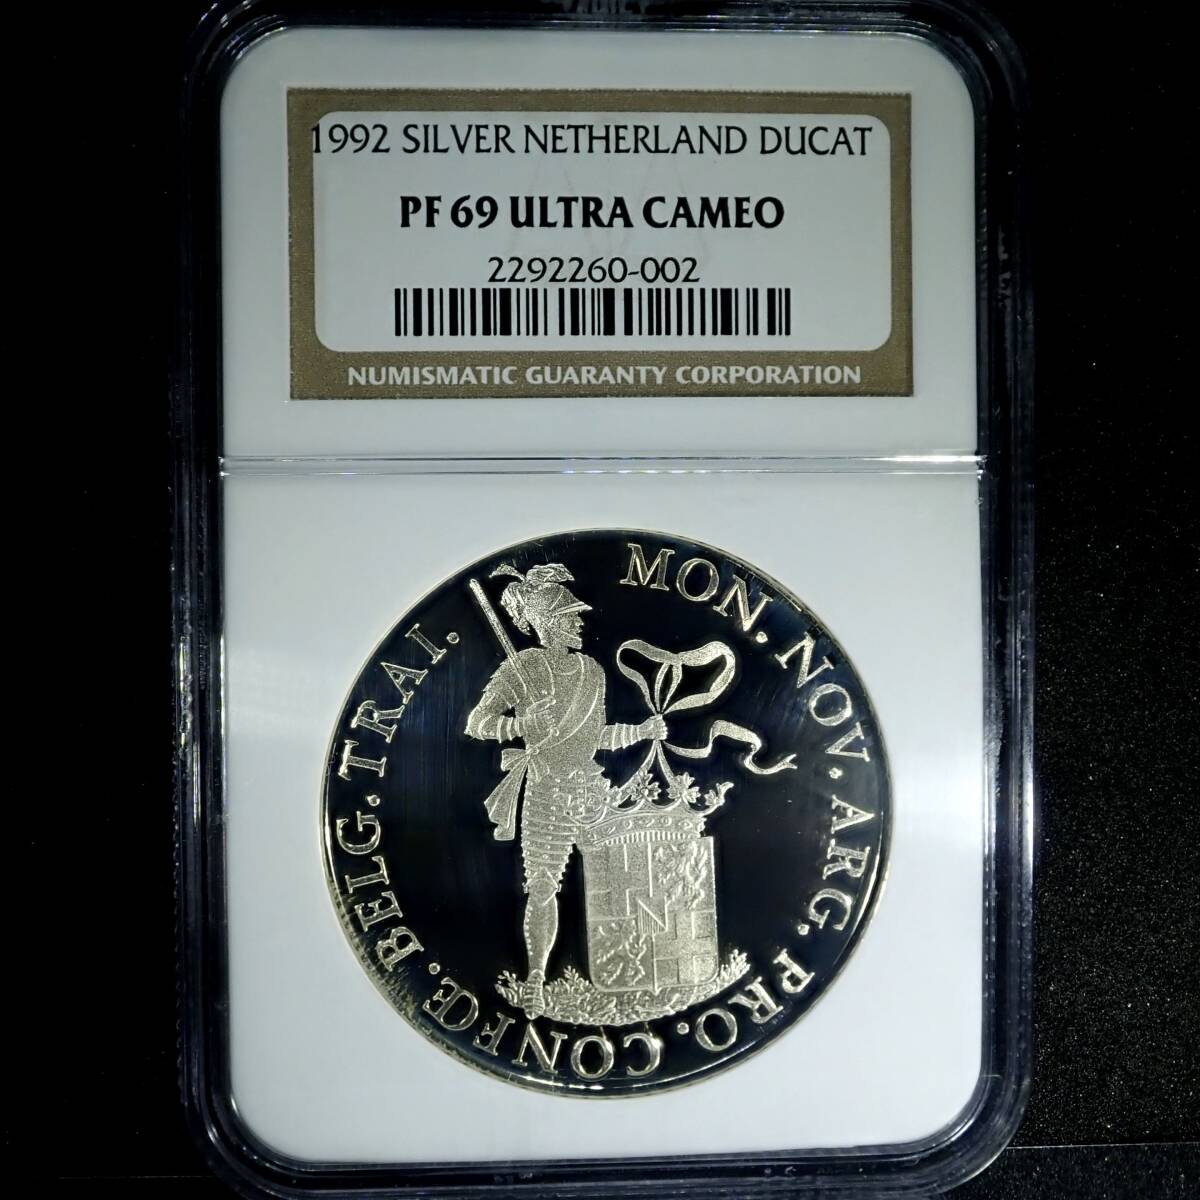 1992 SILVER NETHERLAND DUCAT
PF 69 ULTRA CAMEO
2292260-002
NUMISMATIC GUARANTY CORPORATION
MON. NOV. ARG. PRO. CONFŒ. BELG. TRAI.